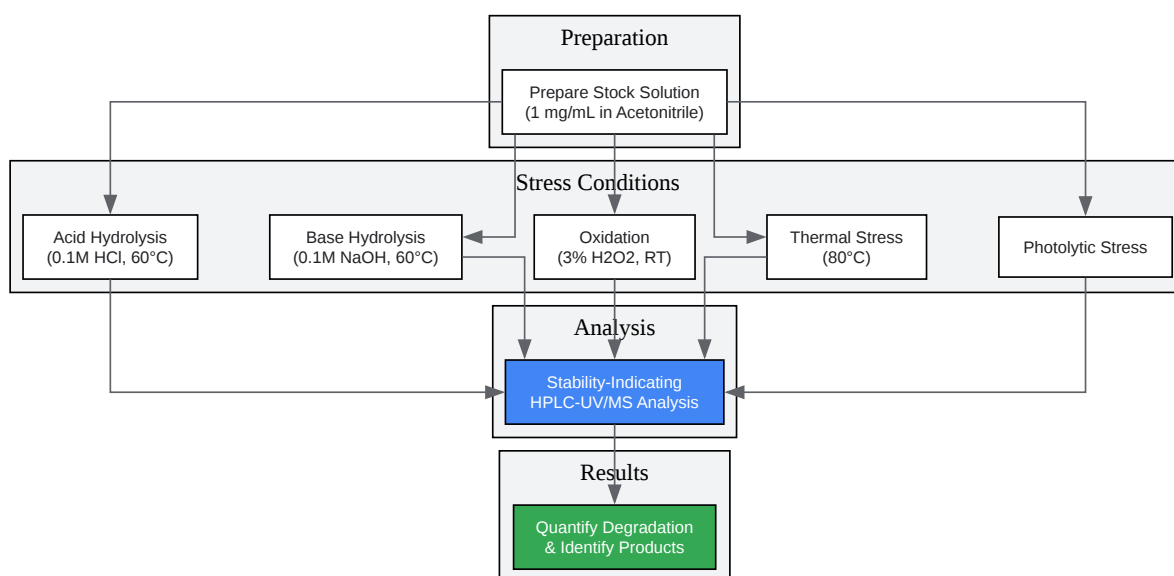 Preparation
Prepare Stock Solution
(1 mg/mL in Acetonitrile)
Stress Conditions
Acid Hydrolysis
(0.1M HCl, 60°C)
Base Hydrolysis
(0.1M NaOH, 60°C)
Oxidation
(3% H2O2, RT)
Thermal Stress
(80°C)
Photolytic Stress
Analysis
Stability-Indicating
HPLC-UV/MS Analysis
Results
Quantify Degradation
& Identify Products